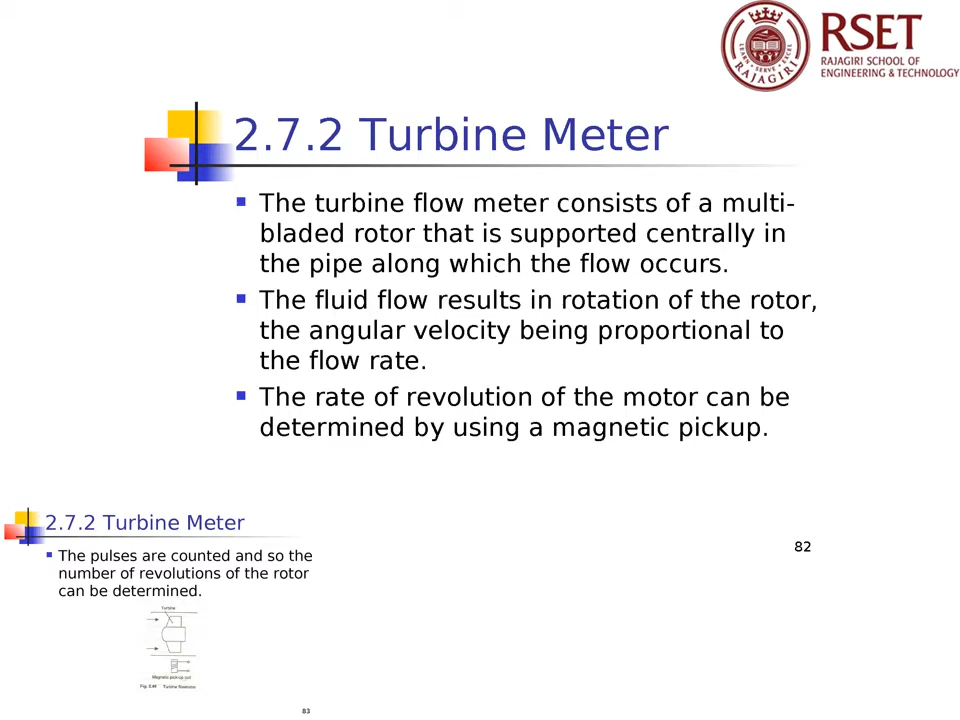 RSET
RAJAGIRI SCHOOL OF
ENGINEERING & TECHNOLOGY
LEARN • SERVE • EXCEL
RAJAGIRI
2.7.2 Turbine Meter
The turbine flow meter consists of a multi-
bladed rotor that is supported centrally in
the pipe along which the flow occurs.
The fluid flow results in rotation of the rotor,
the angular velocity being proportional to
the flow rate.
The rate of revolution of the motor can be
determined by using a magnetic pickup.
82
2.7.2 Turbine Meter
The pulses are counted and so the
number of revolutions of the rotor
can be determined.
Turbine
Magnetic pick-up coil
Turbine flowmeter
83